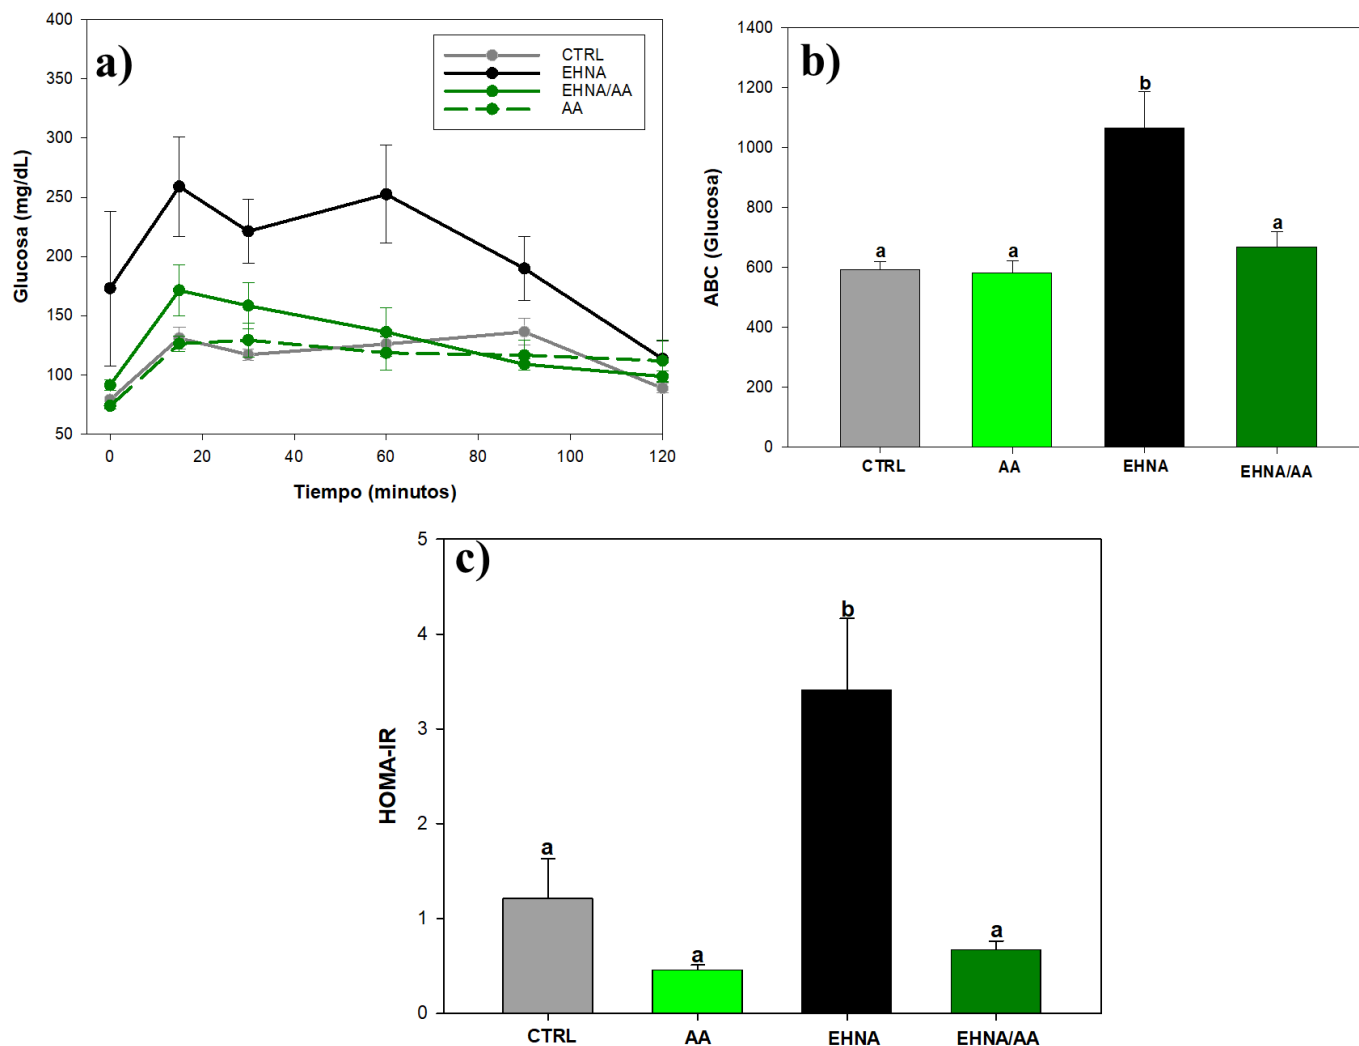 a)
400
350
300
250
200
150
100
50
Glucosa (mg/dL)
0 20 40 60 80 100 120
Tiempo (minutos)
CTRL
EHNA
EHNA/AA
AA
b)
1400
1200
1000
800
600
400
200
0
ABC (Glucosa)
a
a
b
a
CTRL AA EHNA EHNA/AA
c)
5
4
3
2
1
0
HOMA-IR
a
a
b
a
CTRL AA EHNA EHNA/AA